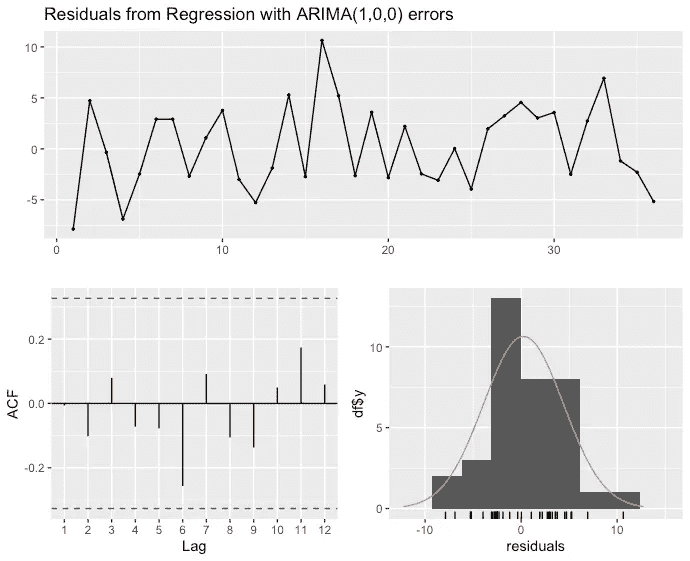 Residuals from Regression with ARIMA(1,0,0) errors
10
5
0
-5
0 10 20 30
ACF
0.2
0.0
-0.2
1 2 3 4 5 6 7 8 9 10 11 12
Lag
df$y
10
5
0
-10 0 10
residuals